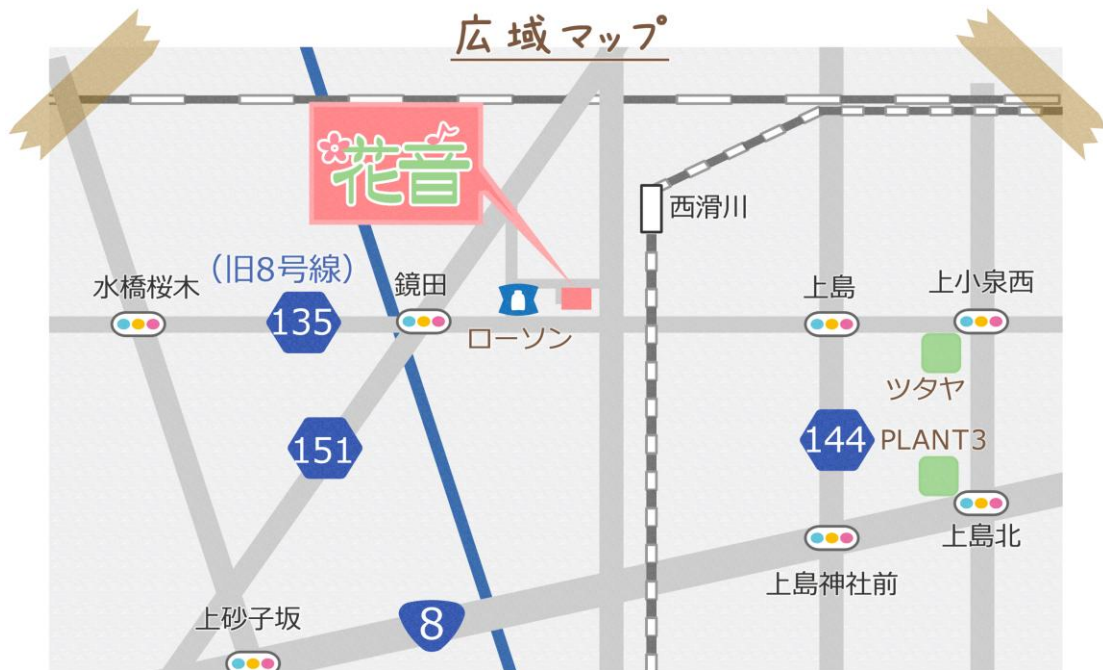 広域マップ
花音
西滑川
(旧8号線)
水橋桜木
鏡田
上島
上小泉西
135
ローソン
ツタヤ
151
144
PLANT3
上島北
上島神社前
上砂子坂
8